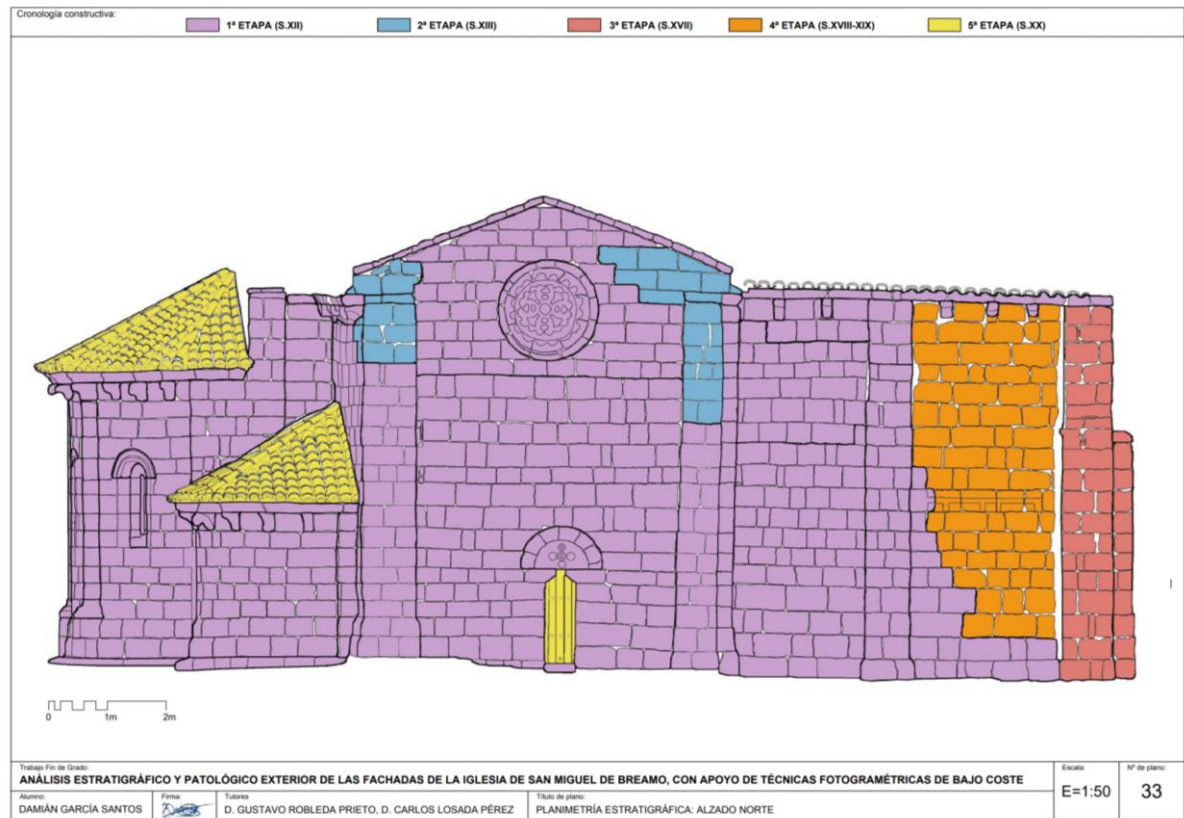 Cronología constructiva:
1ª ETAPA (S.XII) 2ª ETAPA (S.XIII) 3ª ETAPA (S.XVII) 4ª ETAPA (S.XVIII-XIX) 5ª ETAPA (S.XX)
0 1m 2m
Trabajo Fin de Grado:
ANÁLISIS ESTRATIGRÁFICO Y PATOLÓGICO EXTERIOR DE LAS FACHADAS DE LA IGLESIA DE SAN MIGUEL DE BREAMO, CON APOYO DE TÉCNICAS FOTOGRAMÉTRICAS DE BAJO COSTE
Alumno:
DAMIÁN GARCÍA SANTOS
Firma:
Tutores
D. GUSTAVO ROBLEDA PRIETO, D. CARLOS LOSADA PÉREZ
Título de plano:
PLANIMETRÍA ESTRATIGRÁFICA: ALZADO NORTE
Escala:
E=1:50
Nº de plano:
33